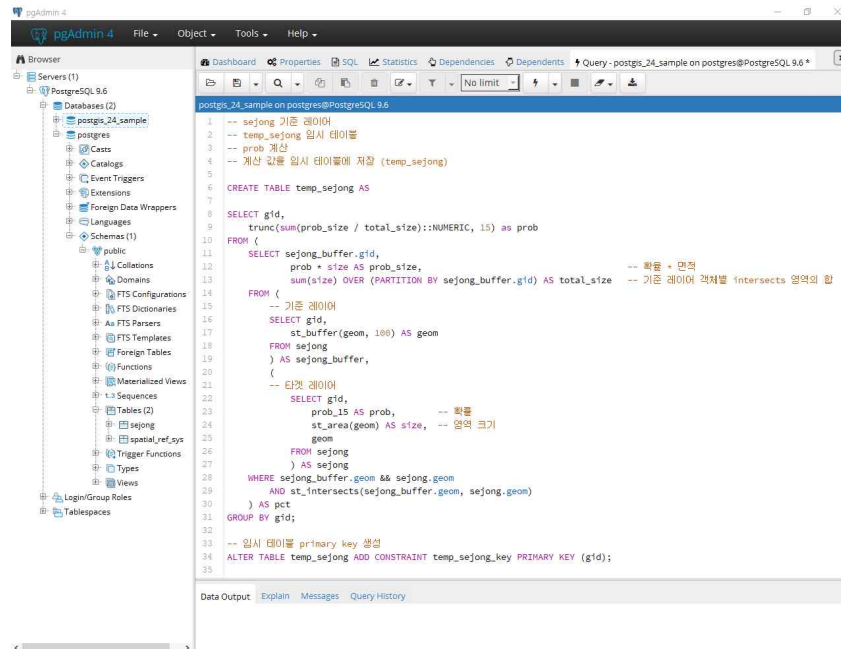 pgAdmin 4
pgAdmin 4 File Object Tools Help
Browser
Servers (1)
PostgreSQL 9.6
Databases (2)
postgis_24_sample
postgres
Casts
Catalogs
Event Triggers
Extensions
Foreign Data Wrappers
Languages
Schemas (1)
public
Collations
Domains
FTS Configurations
FTS Dictionaries
Aa FTS Parsers
FTS Templates
Foreign Tables
Functions
Materialized Views
1..3 Sequences
Tables (2)
sejong
spatial_ref_sys
Trigger Functions
Types
Views
Login/Group Roles
Tablespaces
Dashboard Properties SQL Statistics Dependencies Dependents Query - postgis_24_sample on postgres@PostgreSQL 9.6 *
No limit
postgis_24_sample on postgres@PostgreSQL 9.6
1 -- sejong 기준 레이어
2 -- temp_sejong 임시 테이블
3 -- prob 계산
4 -- 계산 값을 임시 테이블에 저장 (temp_sejong)
5
6 CREATE TABLE temp_sejong AS
7
8 SELECT gid,
9 trunc(sum(prob_size / total_size)::NUMERIC, 15) as prob
10 FROM (
11 SELECT sejong_buffer.gid,
12 prob * size AS prob_size, -- 확률 * 면적
13 sum(size) OVER (PARTITION BY sejong_buffer.gid) AS total_size -- 기준 레이어 객체별 intersects 영역의 합
14 FROM (
15 -- 기준 레이어
16 SELECT gid,
17 st_buffer(geom, 100) AS geom
18 FROM sejong
19 ) AS sejong_buffer,
20 (
21 -- 타겟 레이어
22 SELECT gid,
23 prob_15 AS prob, -- 확률
24 st_area(geom) AS size, -- 영역 크기
25 geom
26 FROM sejong
27 ) AS sejong
28 WHERE sejong_buffer.geom && sejong.geom
29 AND st_intersects(sejong_buffer.geom, sejong.geom)
30 ) AS pct
31 GROUP BY gid;
32
33 -- 임시 테이블 primary key 생성
34 ALTER TABLE temp_sejong ADD CONSTRAINT temp_sejong_key PRIMARY KEY (gid);
35
Data Output Explain Messages Query History